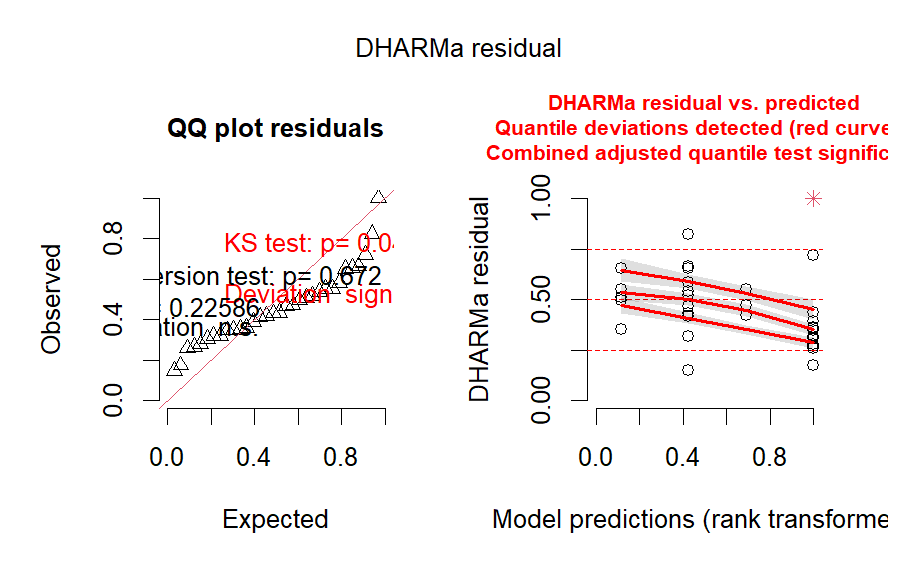 DHARMa residual
QQ plot residuals
KS test: p= 0.04
ersion test: p= 0.672
Deviation sign
= 0.22586
ation n.s.
Observed
0.0
0.4
0.8
0.0
0.4
0.8
Expected
DHARMa residual vs. predicted
Quantile deviations detected (red curve
Combined adjusted quantile test signific
DHARMa residual
0.00
0.50
1.00
0.0
0.4
0.8
Model predictions (rank transforme